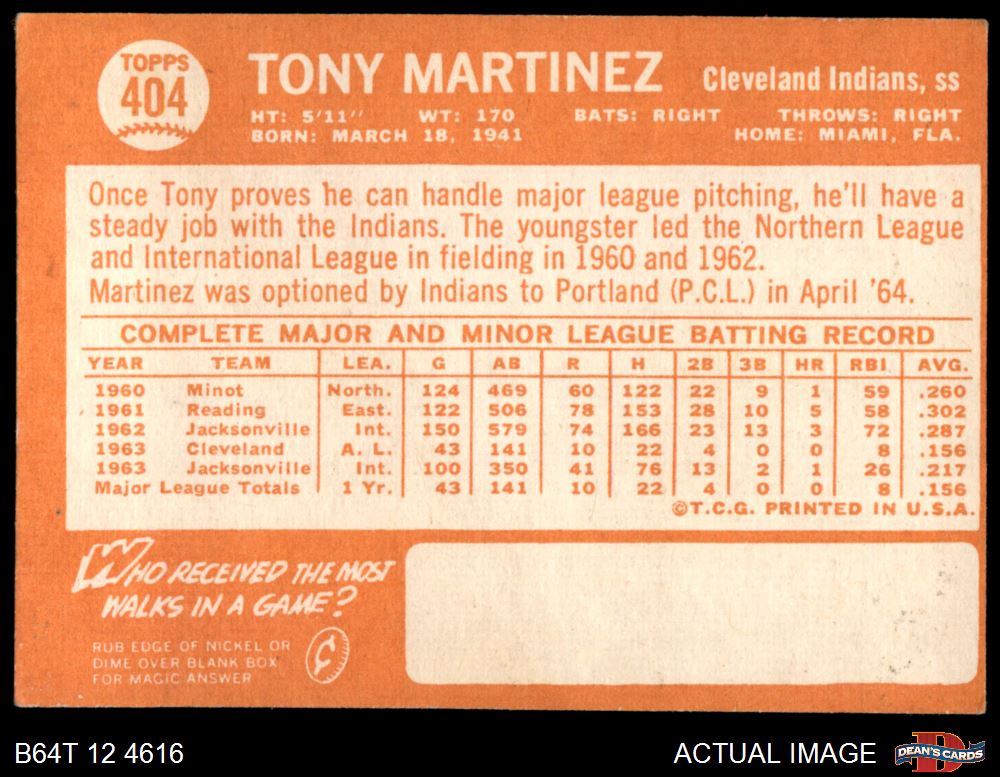 TOPPS
404
TONY MARTINEZ
Cleveland Indians, ss
HT: 5'11" WT: 170 BATS: RIGHT THROWS: RIGHT
BORN: MARCH 18, 1941 HOME: MIAMI, FLA.
Once Tony proves he can handle major league pitching, he'll have a
steady job with the Indians. The youngster led the Northern League
and International League in fielding in 1960 and 1962.
Martinez was optioned by Indians to Portland (P.C.L.) in April '64.
COMPLETE MAJOR AND MINOR LEAGUE BATTING RECORD
YEAR TEAM LEA. G AB R H 2B 3B HR RBI AVG.
1960 Minot North. 124 469 60 122 22 9 1 59 .260
1961 Reading East. 122 506 78 153 28 10 5 58 .302
1962 Jacksonville Int. 150 579 74 166 23 13 3 72 .287
1963 Cleveland A. L. 43 141 10 22 4 0 0 8 .156
1963 Jacksonville Int. 100 350 41 76 13 2 1 26 .217
Major League Totals 1 Yr. 43 141 10 22 4 0 0 8 .156
©T.C.G. PRINTED IN U.S.A.
WHO RECEIVED THE MOST
WALKS IN A GAME?
RUB EDGE OF NICKEL OR
DIME OVER BLANK BOX
FOR MAGIC ANSWER
¢
B64T 12 4616
ACTUAL IMAGE
DEAN'S CARDS